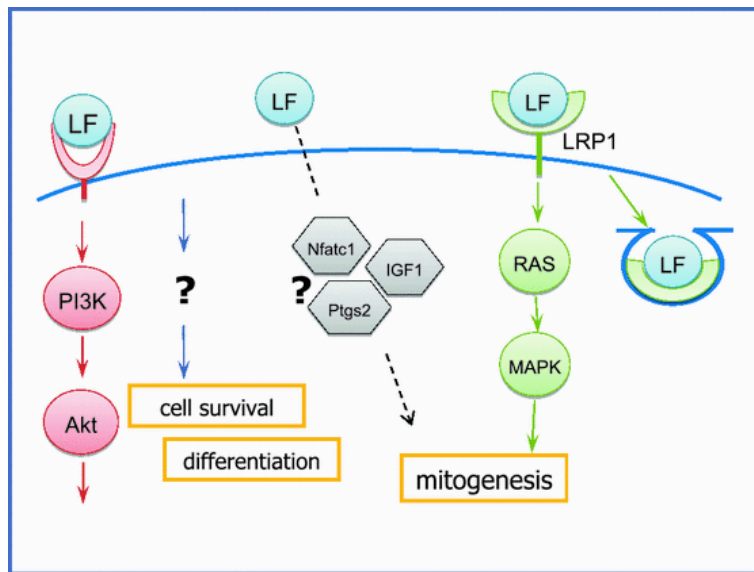 LF
LF
LF
LRP1
Nfatc1
IGF1
RAS
LF
PI3K
?
?
Ptgs2
MAPK
Akt
cell survival
differentiation
mitogenesis